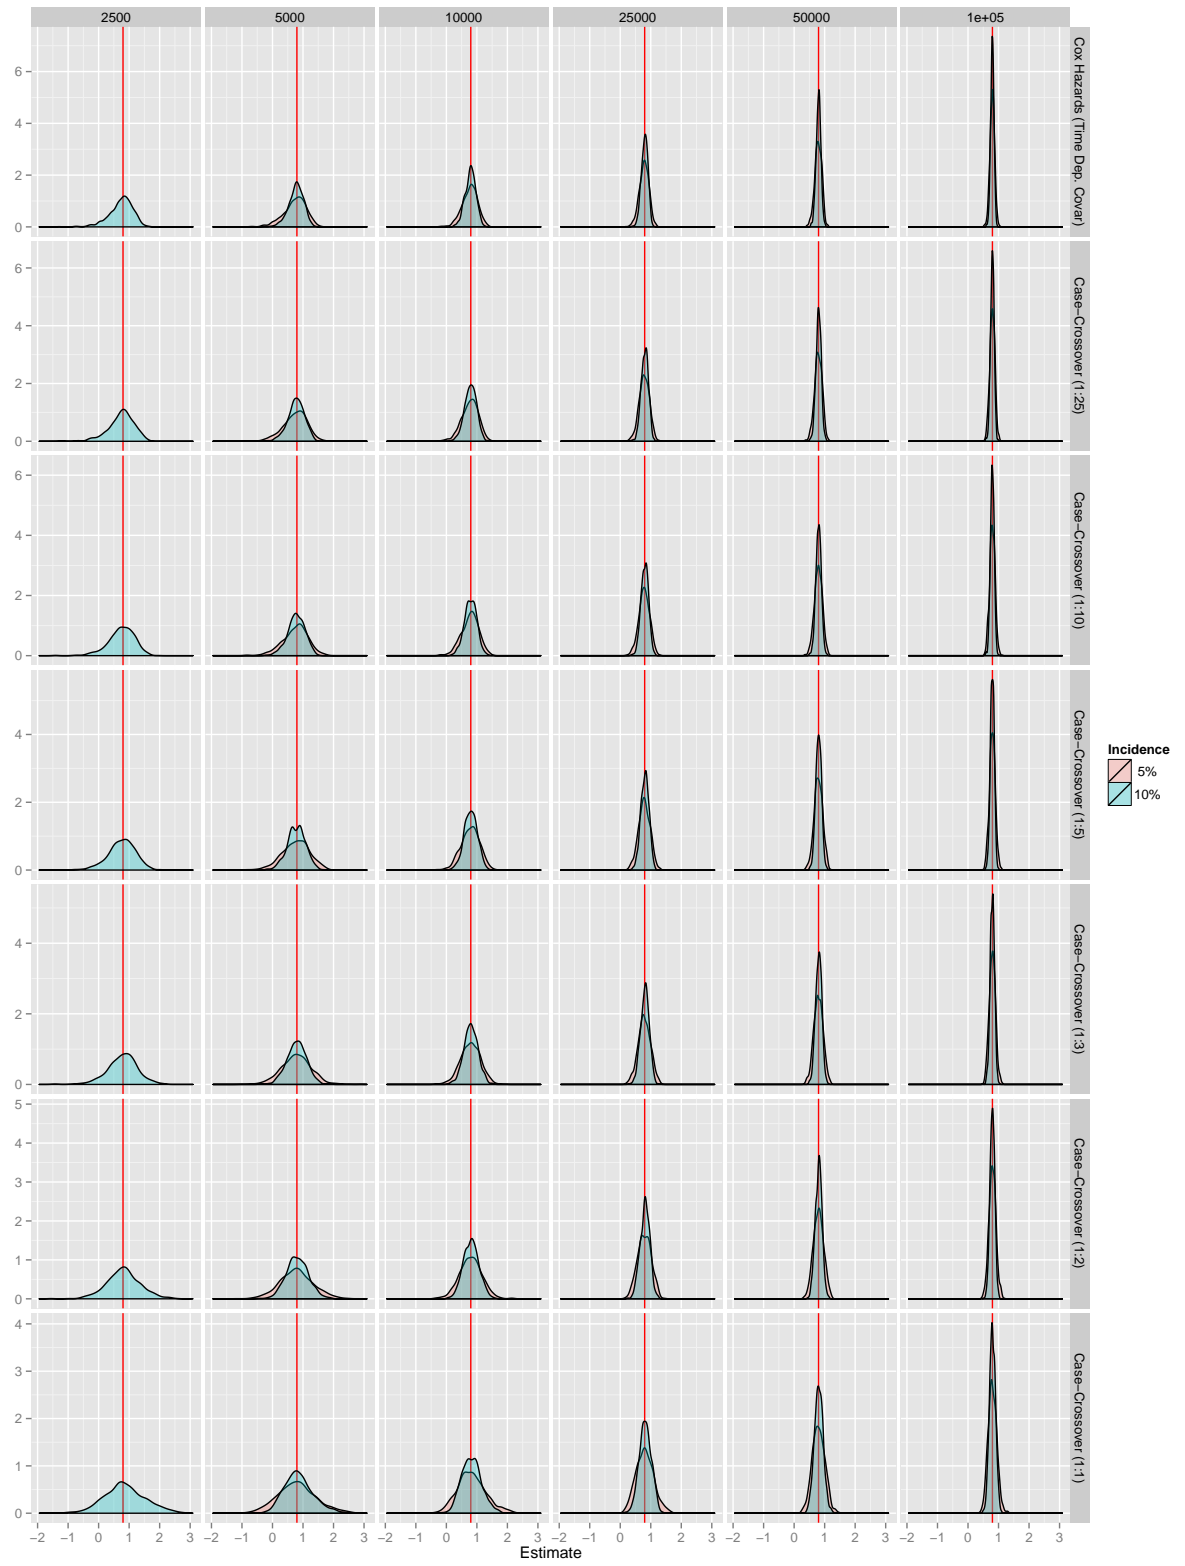 2500 5000 10000 25000 50000 1e+05
0 2 4 6
Cox Hazards (Time Dep. Covar)
0 2 4 6
Case−Crossover (1:25)
0 2 4 6
Case−Crossover (1:10)
0 2 4
Case−Crossover (1:5)
0 2 4
Case−Crossover (1:3)
0 1 2 3 4 5
Case−Crossover (1:2)
0 1 2 3 4
Case−Crossover (1:1)
−2 −1 0 1 2 3 −2 −1 0 1 2 3 −2 −1 0 1 2 3 −2 −1 0 1 2 3 −2 −1 0 1 2 3 −2 −1 0 1 2 3
Estimate
Incidence
5%
10%